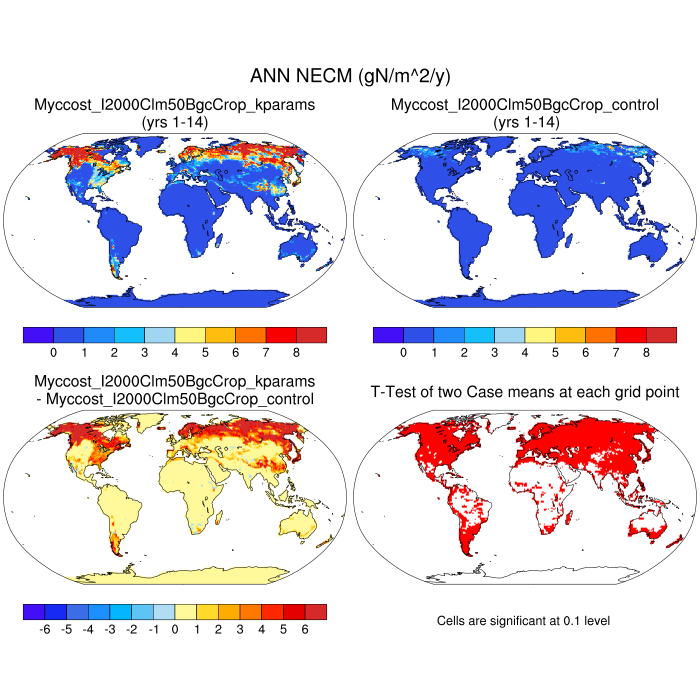 ANN NECM (gN/m^2/y)
Myccost_I2000Clm50BgcCrop_kparams
(yrs 1-14)
Myccost_I2000Clm50BgcCrop_control
(yrs 1-14)
0 1 2 3 4 5 6 7 8
0 1 2 3 4 5 6 7 8
Myccost_I2000Clm50BgcCrop_kparams
- Myccost_I2000Clm50BgcCrop_control
T-Test of two Case means at each grid point
-6 -5 -4 -3 -2 -1 0 1 2 3 4 5 6
Cells are significant at 0.1 level